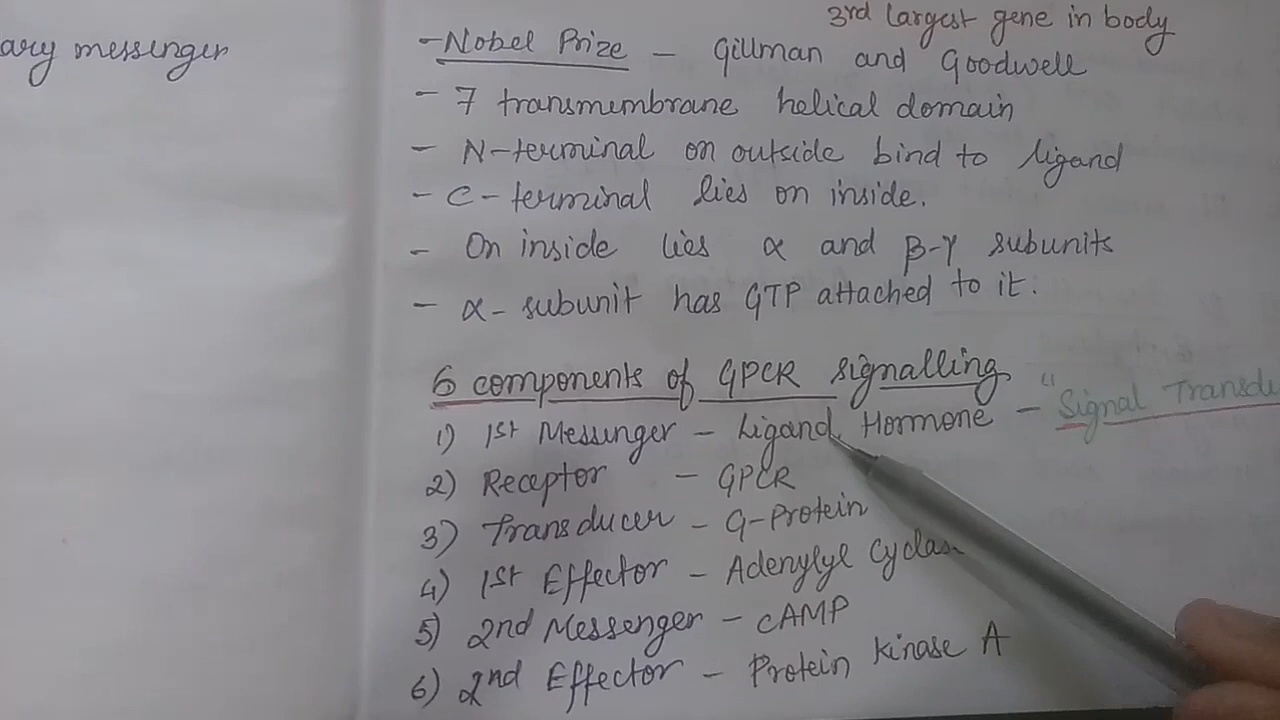 3rd largest gene in body
ary messenger
- Nobel Prize - Gillman and Goodwell
- 7 transmembrane helical domain
- N-terminal on outside bind to ligand
- C-terminal lies on inside.
- On inside lies α and β-γ subunits
- α-subunit has GTP attached to it.
6 components of GPCR signalling
1) 1st Messenger - Ligand, Hormone - "Signal Transdu
2) Receptor - GPCR
3) Transducer - G-Protein
4) 1st Effector - Adenylyl Cyclas
5) 2nd Messenger - cAMP
6) 2nd Effector - Protein Kinase A